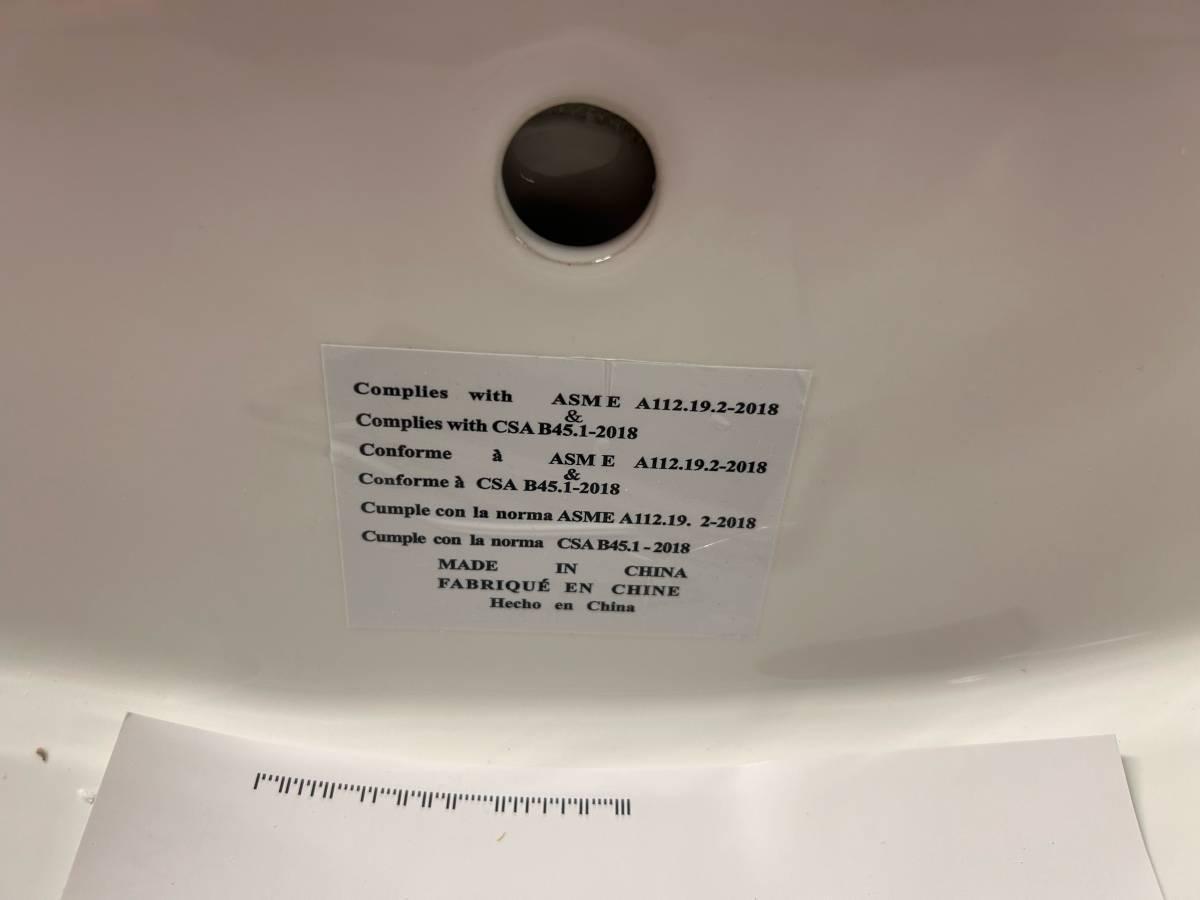 Complies with ASME A112.19.2-2018
&
Complies with CSA B45.1-2018
Conforme à ASME A112.19.2-2018
&
Conforme à CSA B45.1-2018
Cumple con la norma ASME A112.19. 2-2018
Cumple con la norma CSA B45.1 - 2018
MADE IN CHINA
FABRIQUÉ EN CHINE
Hecho en China